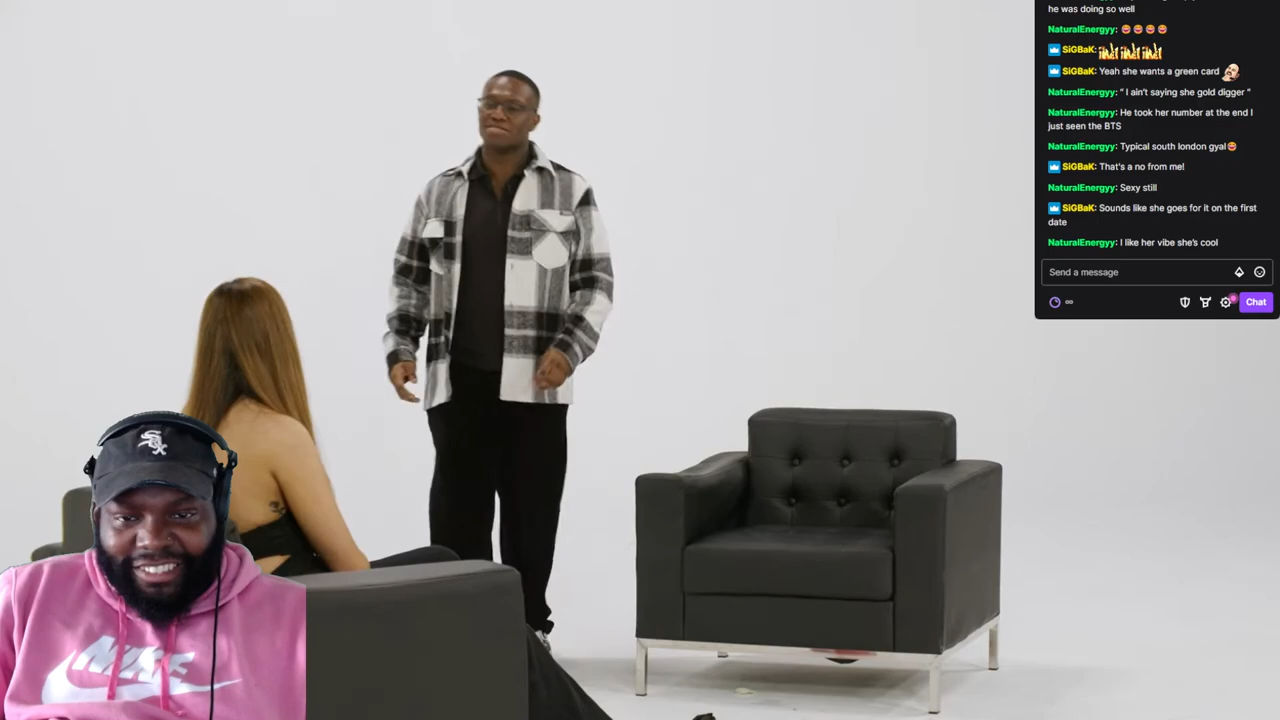 he was doing so well
NaturalEnergyy:
SiGBaK:
SiGBaK: Yeah she wants a green card
NaturalEnergyy: " I ain't saying she gold digger "
NaturalEnergyy: He took her number at the end I
just seen the BTS
NaturalEnergyy: Typical south london gyal
SiGBaK: That's a no from me!
NaturalEnergyy: Sexy still
SiGBaK: Sounds like she goes for it on the first
date
NaturalEnergyy: I like her vibe she's cool
Send a message
Chat
Sox
NIKE